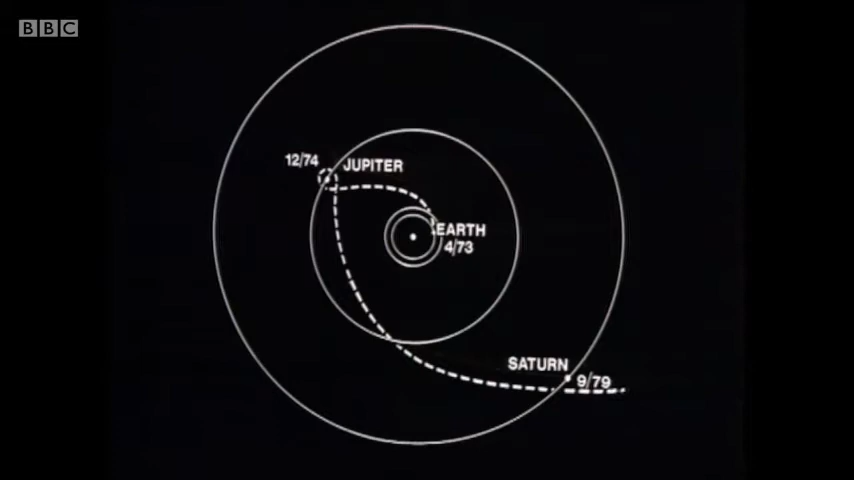 BBC
12/74
JUPITER
EARTH
4/73
SATURN
9/79